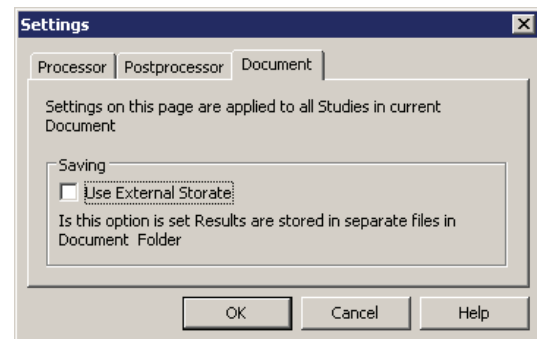 Settings
Processor Postprocessor Document
Settings on this page are applied to all Studies in current
Document
Saving
Use External Storate
Is this option is set Results are stored in separate files in
Document Folder
OK Cancel Help